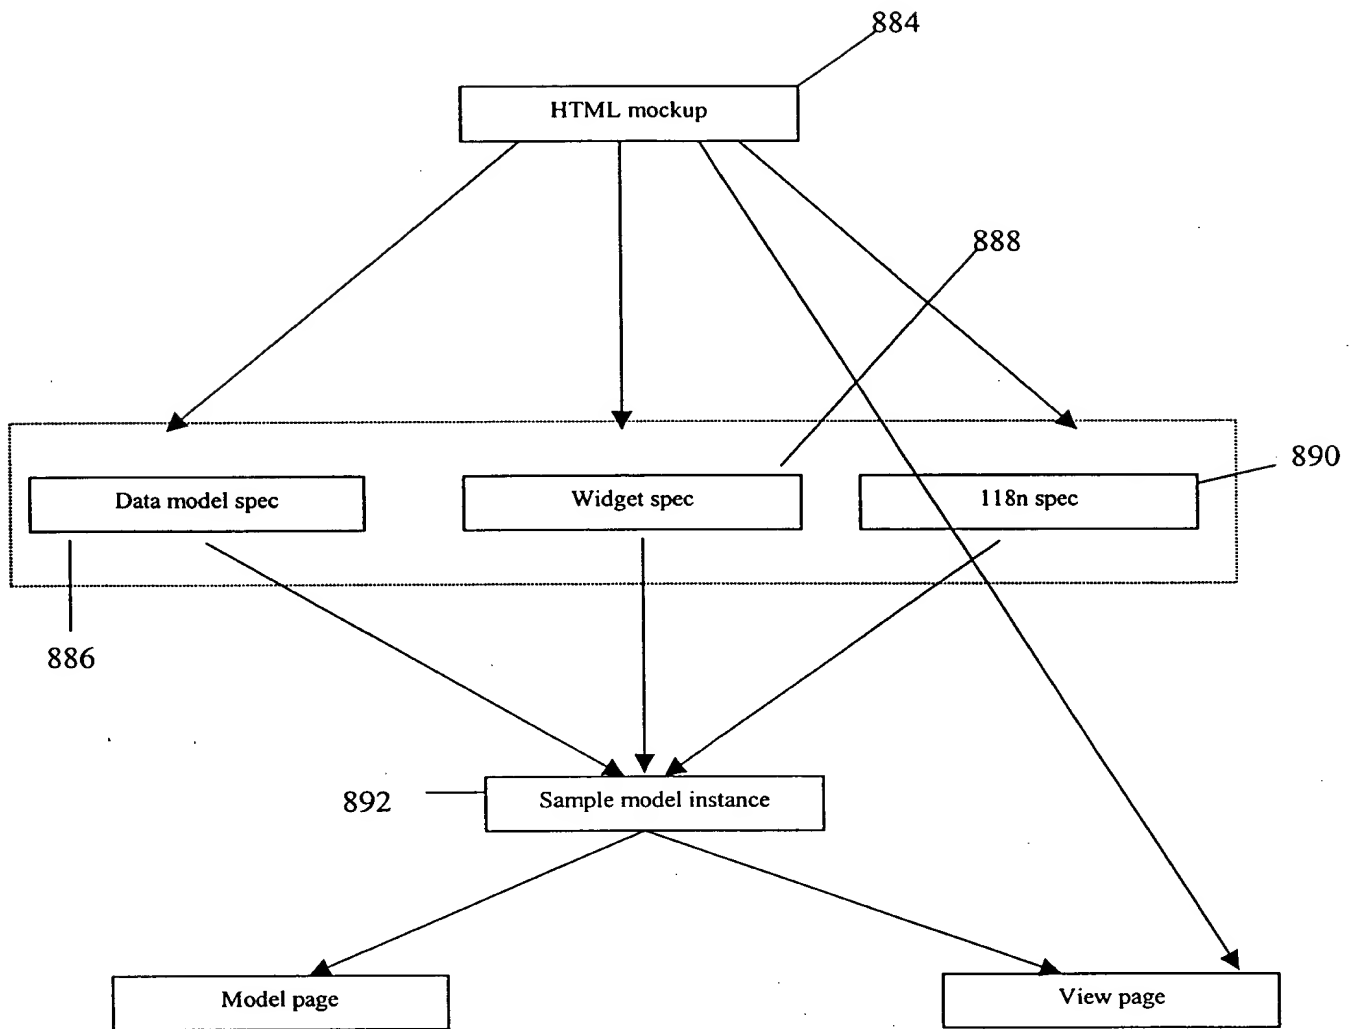 884
HTML mockup
888
890
Data model spec
Widget spec
118n spec
886
892
Sample model instance
Model page
View page